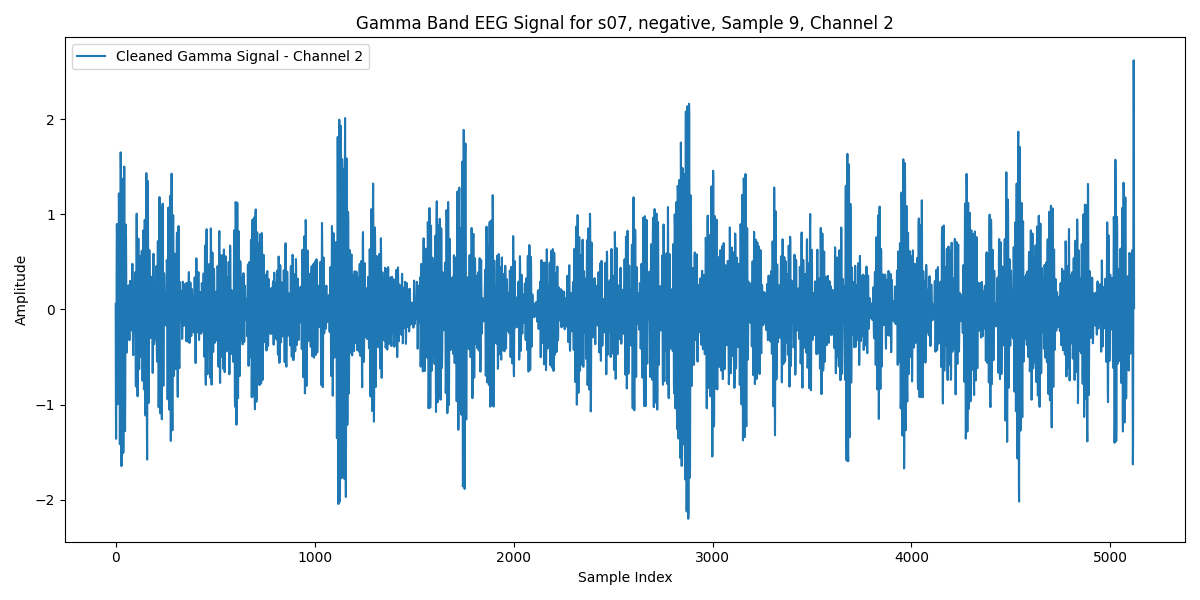 Gamma Band EEG Signal for s07, negative, Sample 9, Channel 2
Cleaned Gamma Signal - Channel 2
Amplitude
2
1
0
−1
−2
0 1000 2000 3000 4000 5000
Sample Index